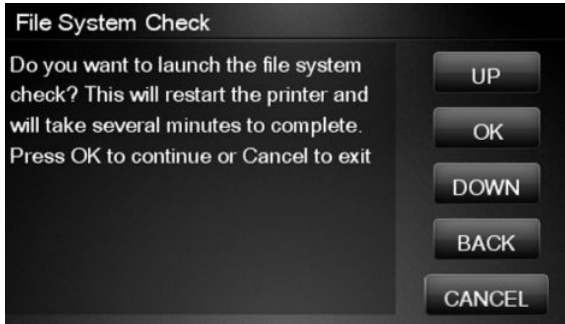 File System Check
Do you want to launch the file system
check? This will restart the printer and
will take several minutes to complete.
Press OK to continue or Cancel to exit
UP
OK
DOWN
BACK
CANCEL